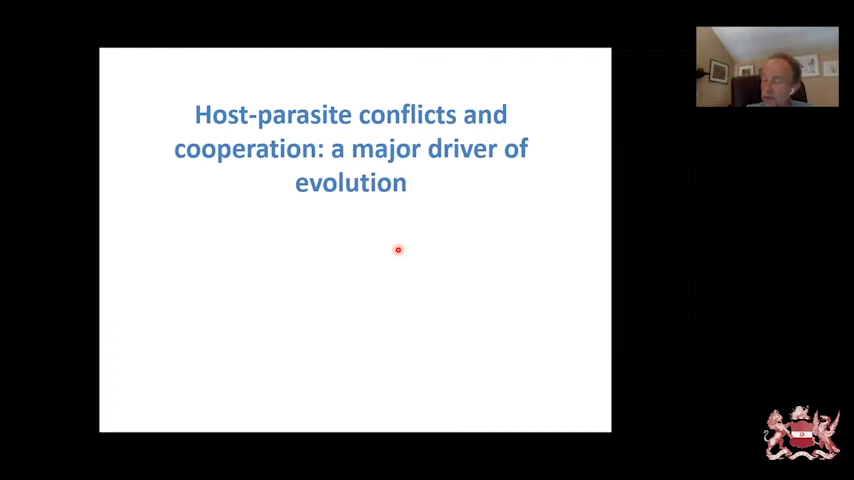 Host-parasite conflicts and
cooperation: a major driver of
evolution